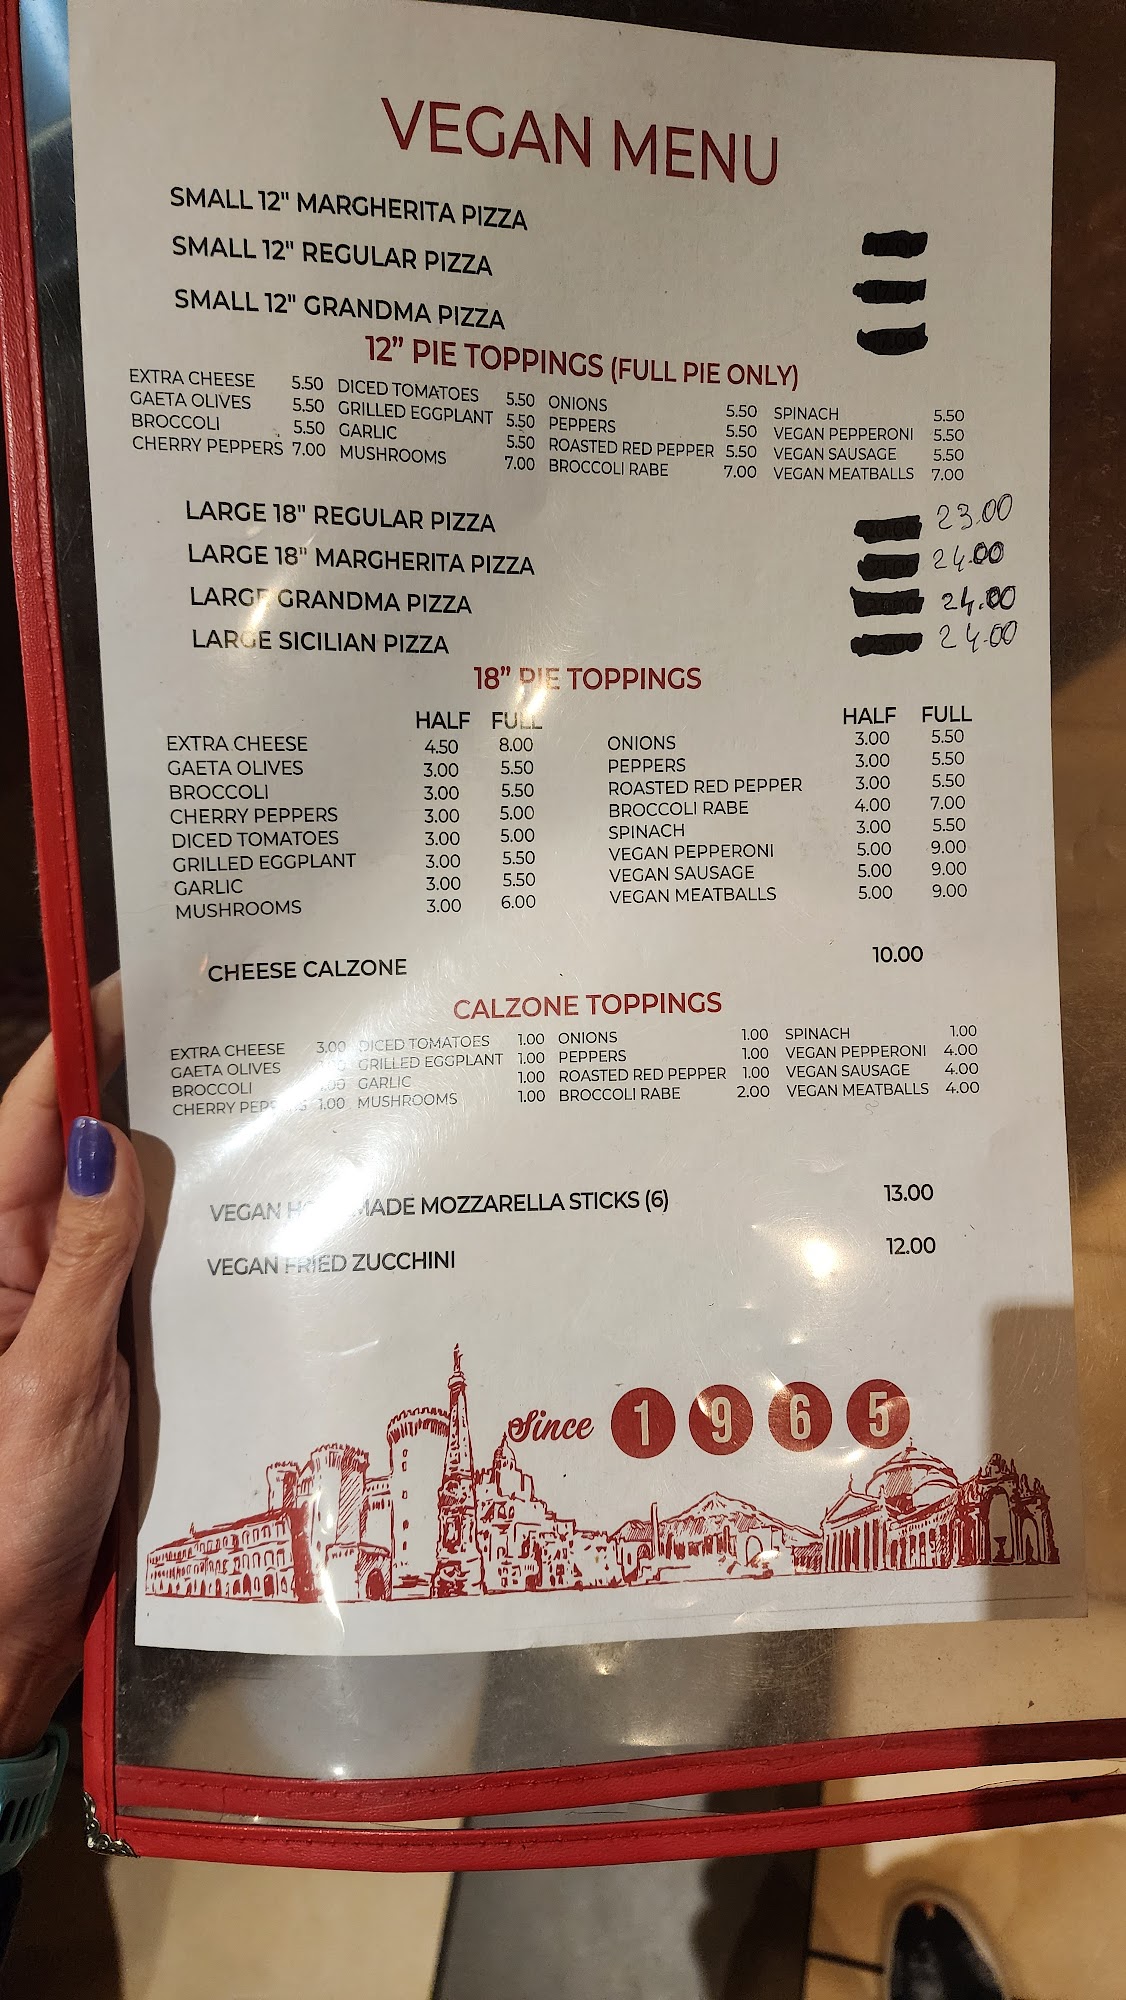 VEGAN MENU
SMALL 12" MARGHERITA PIZZA
SMALL 12" REGULAR PIZZA
SMALL 12" GRANDMA PIZZA
12" PIE TOPPINGS (FULL PIE ONLY)
EXTRA CHEESE 5.50 DICED TOMATOES 5.50 ONIONS 5.50 SPINACH 5.50
GAETA OLIVES 5.50 GRILLED EGGPLANT 5.50 PEPPERS 5.50 VEGAN PEPPERONI 5.50
BROCCOLI 5.50 GARLIC 5.50 ROASTED RED PEPPER 5.50 VEGAN SAUSAGE 5.50
CHERRY PEPPERS 7.00 MUSHROOMS 7.00 BROCCOLI RABE 7.00 VEGAN MEATBALLS 7.00
LARGE 18" REGULAR PIZZA 23.00
LARGE 18" MARGHERITA PIZZA 24.00
LARGE GRANDMA PIZZA 24.00
LARGE SICILIAN PIZZA 24.00
18" PIE TOPPINGS
HALF FULL HALF FULL
EXTRA CHEESE 4.50 8.00 ONIONS 3.00 5.50
GAETA OLIVES 3.00 5.50 PEPPERS 3.00 5.50
BROCCOLI 3.00 5.50 ROASTED RED PEPPER 3.00 5.50
CHERRY PEPPERS 3.00 5.00 BROCCOLI RABE 4.00 7.00
DICED TOMATOES 3.00 5.00 SPINACH 3.00 5.50
GRILLED EGGPLANT 3.00 5.50 VEGAN PEPPERONI 5.00 9.00
GARLIC 3.00 5.50 VEGAN SAUSAGE 5.00 9.00
MUSHROOMS 3.00 6.00 VEGAN MEATBALLS 5.00 9.00
CHEESE CALZONE 10.00
CALZONE TOPPINGS
EXTRA CHEESE 3.00 DICED TOMATOES 1.00 ONIONS 1.00 SPINACH 1.00
GAETA OLIVES GRILLED EGGPLANT 1.00 PEPPERS 1.00 VEGAN PEPPERONI 4.00
BROCCOLI GARLIC 1.00 ROASTED RED PEPPER 1.00 VEGAN SAUSAGE 4.00
CHERRY PEPPERS 1.00 MUSHROOMS 1.00 BROCCOLI RABE 2.00 VEGAN MEATBALLS 4.00
VEGAN HOMEMADE MOZZARELLA STICKS (6) 13.00
VEGAN FRIED ZUCCHINI 12.00
Since 1965